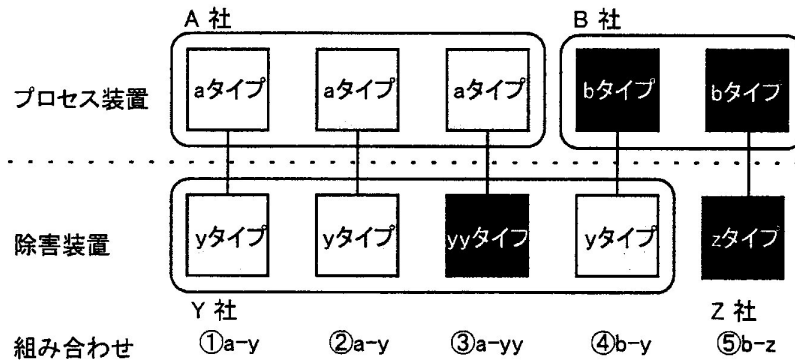 A 社 B 社
プロセス装置 aタイプ aタイプ aタイプ bタイプ bタイプ
除害装置 yタイプ yタイプ yyタイプ yタイプ zタイプ
Y 社 Z 社
組み合わせ ①a-y ②a-y ③a-yy ④b-y ⑤b-z